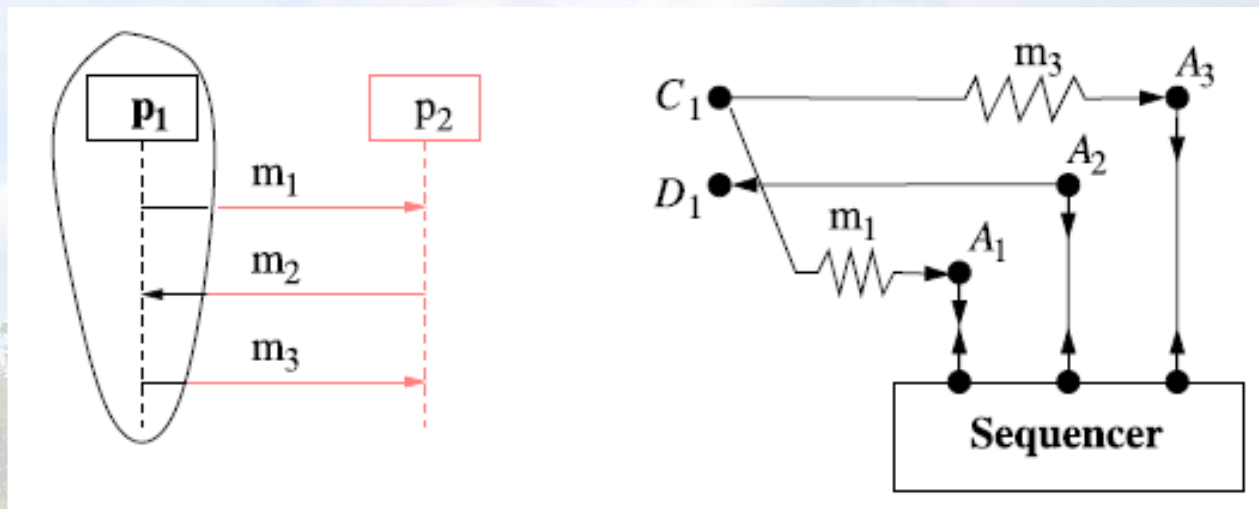 p₁ p₂
m₁
m₂
m₃
C₁ m₃ A₃
D₁ A₂
m₁ A₁
Sequencer